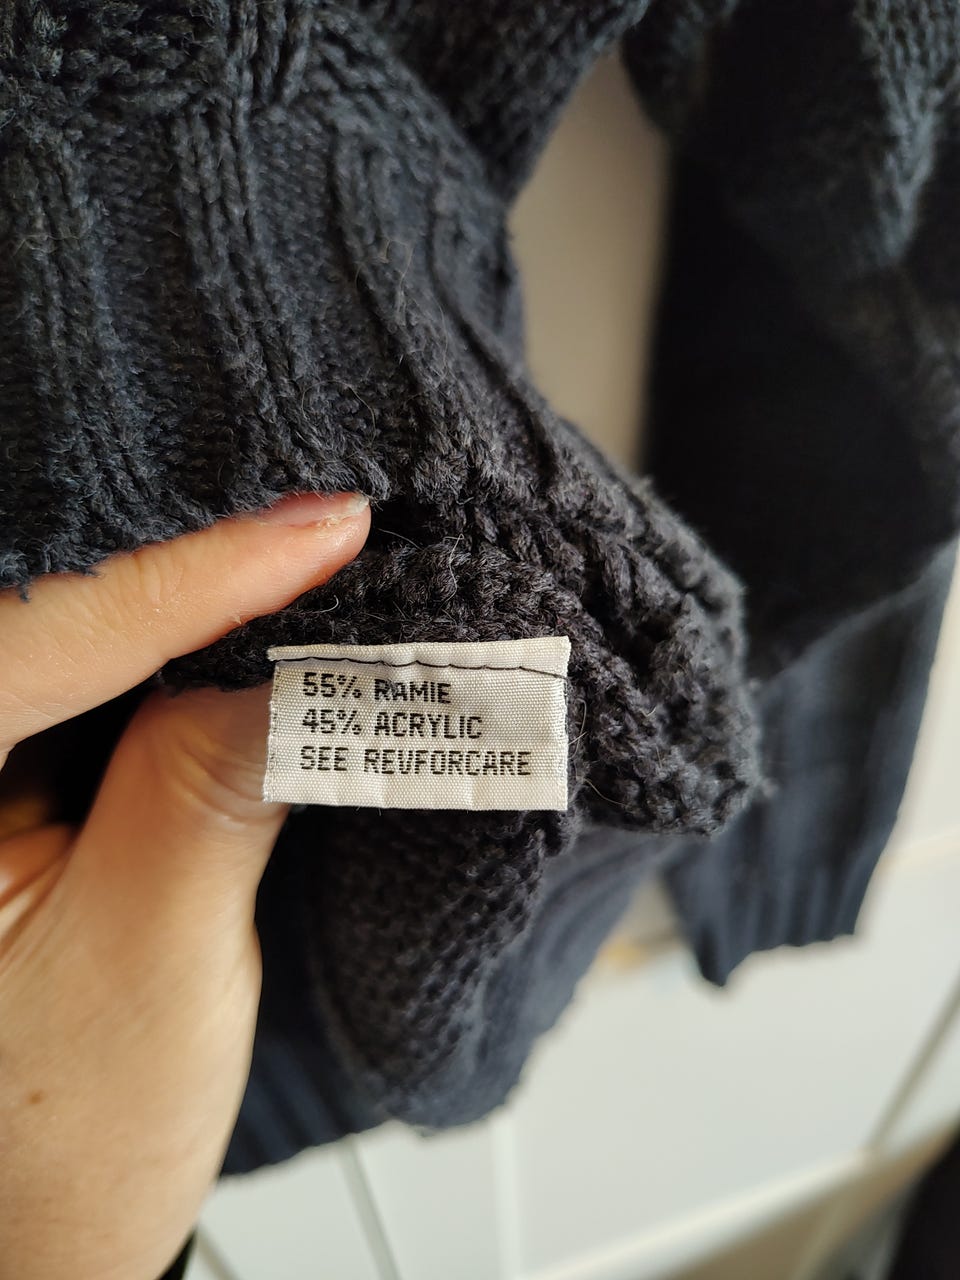 55% RAMIE
45% ACRYLIC
SEE REVFORCARE